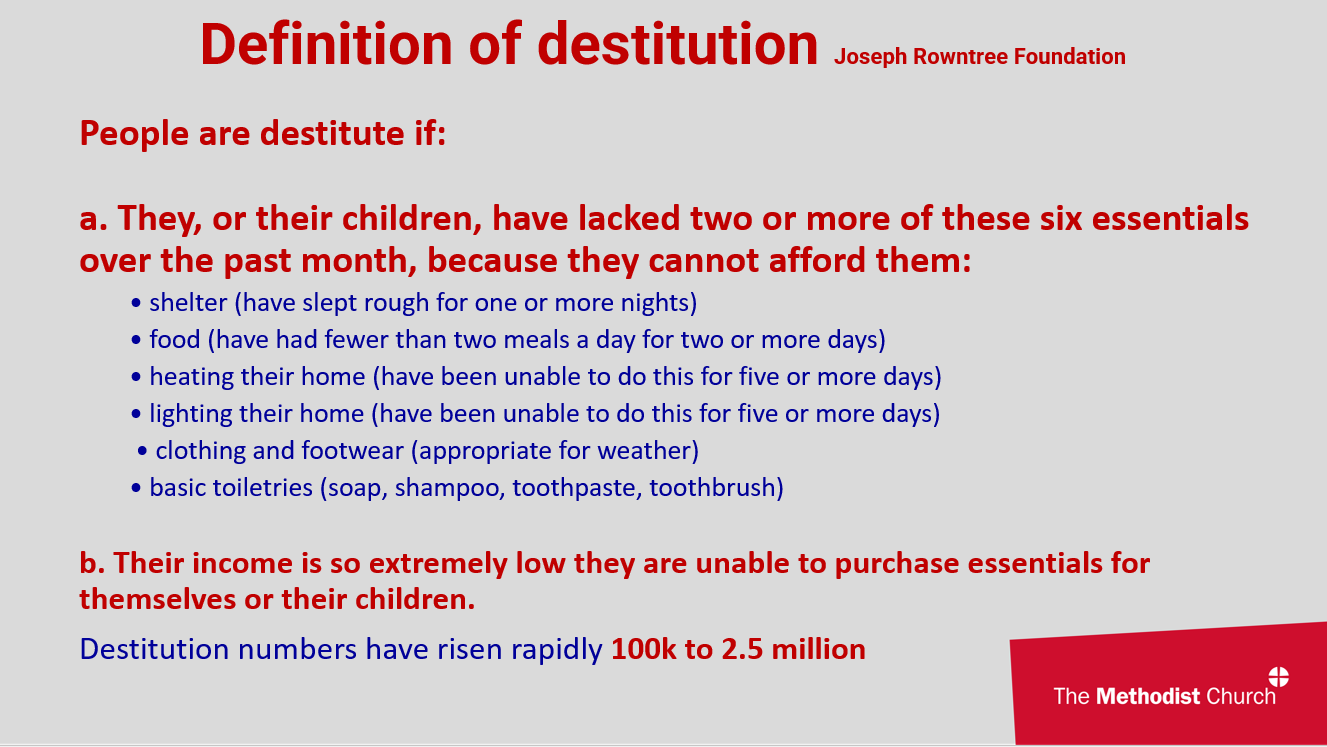 Definition of destitution Joseph Rowntree Foundation
People are destitute if:
a. They, or their children, have lacked two or more of these six essentials
over the past month, because they cannot afford them:
• shelter (have slept rough for one or more nights)
• food (have had fewer than two meals a day for two or more days)
• heating their home (have been unable to do this for five or more days)
• lighting their home (have been unable to do this for five or more days)
• clothing and footwear (appropriate for weather)
• basic toiletries (soap, shampoo, toothpaste, toothbrush)
b. Their income is so extremely low they are unable to purchase essentials for
themselves or their children.
Destitution numbers have risen rapidly 100k to 2.5 million
The Methodist Church